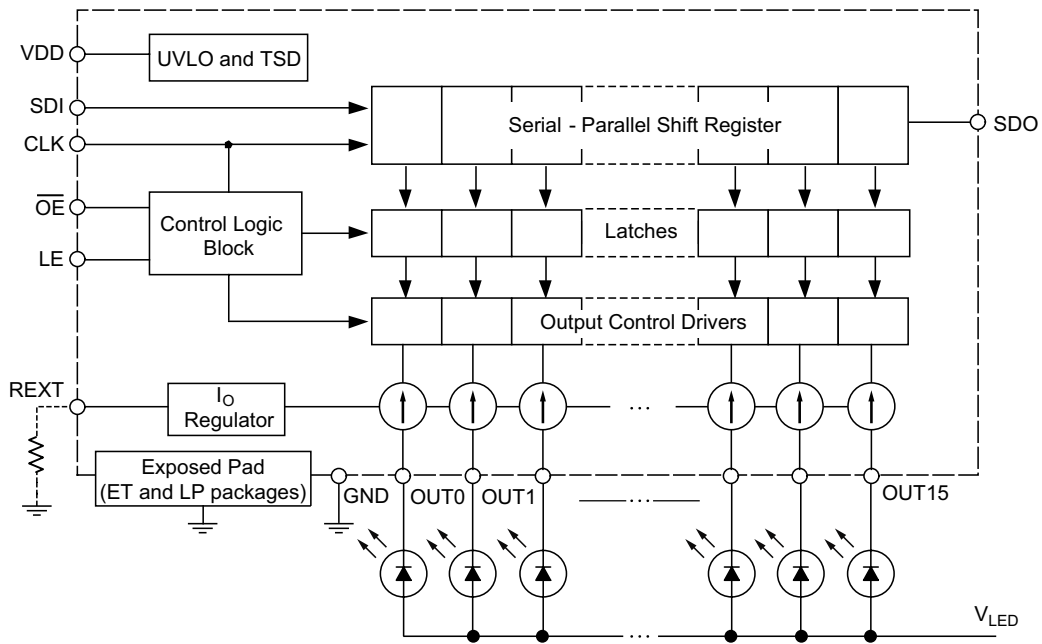 VDD
UVLO and TSD
SDI
Serial - Parallel Shift Register
SDO
CLK
OE
Control Logic
Block
Latches
LE
Output Control Drivers
REXT
IO
Regulator
...
Exposed Pad
(ET and LP packages)
GND
OUT0
OUT1
...
OUT15
VLED
...